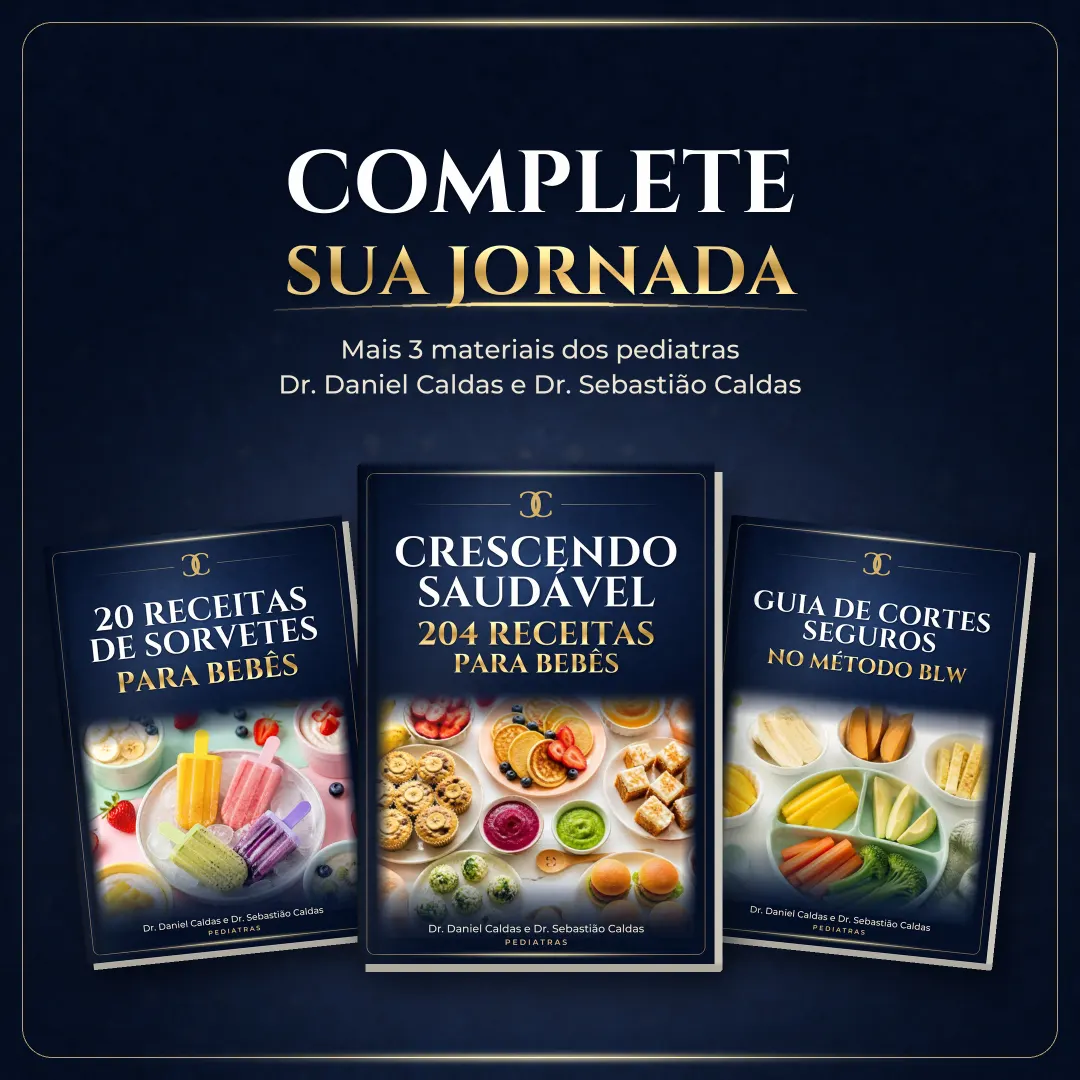 COMPLETE
SUA JORNADA
Mais 3 materiais dos pediatras
Dr. Daniel Caldas e Dr. Sebastião Caldas
20 RECEITAS
DE SORVETES
PARA BEBÊS
Dr. Daniel Caldas e Dr. Sebastião Caldas
PEDIATRAS
CRESCENDO
SAUDÁVEL
204 RECEITAS
PARA BEBÊS
Dr. Daniel Caldas e Dr. Sebastião Caldas
PEDIATRAS
GUIA DE CORTES
SEGUROS
NO MÉTODO BLW
Dr. Daniel Caldas e Dr. Sebastião Caldas
PEDIATRAS